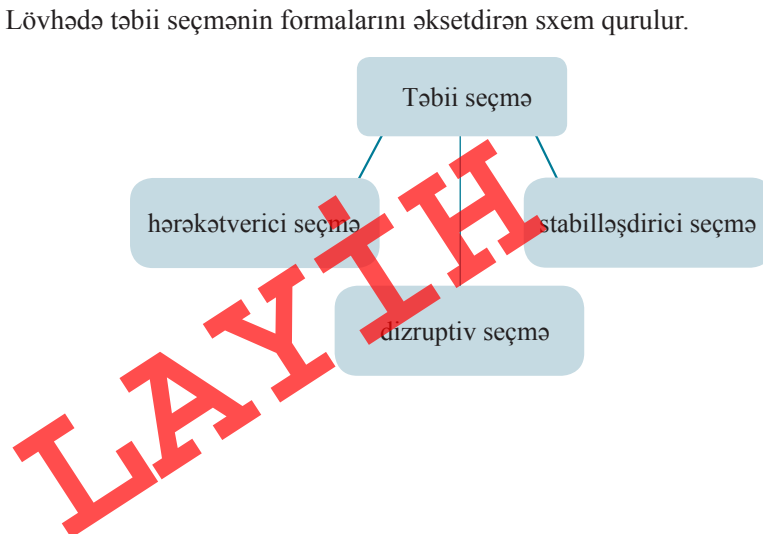 Lövhədə təbii seçmənin formalarını əksetdirən sxem qurulur.
Təbii seçmə
hərəkətverici seçmə
stabilləşdirici seçmə
dizruptiv seçmə
LAYİH